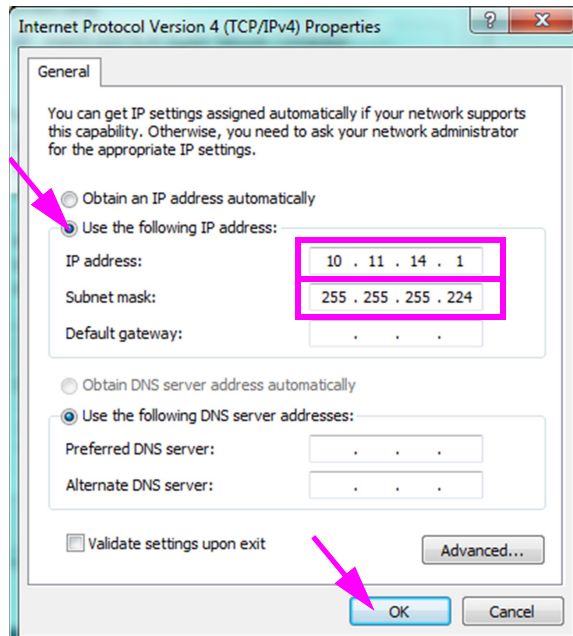 Internet Protocol Version 4 (TCP/IPv4) Properties
General
You can get IP settings assigned automatically if your network supports
this capability. Otherwise, you need to ask your network administrator
for the appropriate IP settings.
Obtain an IP address automatically
Use the following IP address:
IP address: 10 . 11 . 14 . 1
Subnet mask: 255 . 255 . 255 . 224
Default gateway: . . .
Obtain DNS server address automatically
Use the following DNS server addresses:
Preferred DNS server: . . .
Alternate DNS server: . . .
Validate settings upon exit
Advanced...
OK Cancel